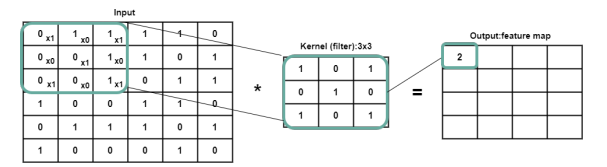 Input
Kernel (filter):3x3
Output:feature map
0 x1 1 x0 1 x1 1 1 0
0 x0 0 x1 1 x0 1 0 1 1
0 x1 0 x0 1 x1 1 0 1 1
1 0 0 1 1 0
0 1 1 1 0 1
1 0 0 0 1 0
*
1 0 1
0 1 0
1 0 1
=
2